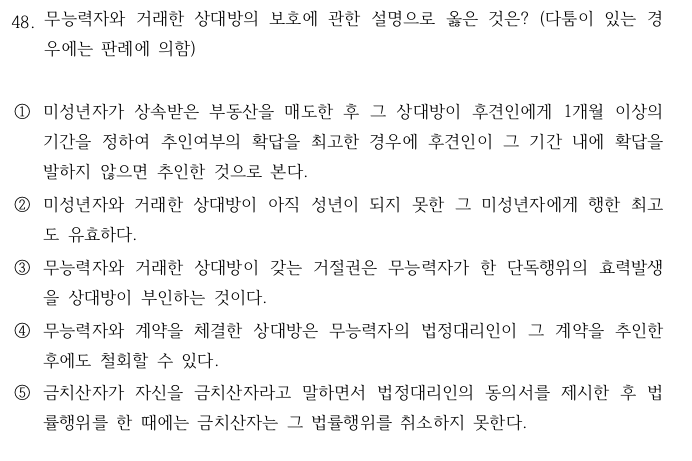 48. 무능력자와 거래한 상대방의 보호에 관한 설명으로 옳은 것은? (다툼이 있는 경
우에는 판례에 의함)
① 미성년자가 상속받은 부동산을 매도한 후 그 상대방이 후견인에게 1개월 이상의
기간을 정하여 추인여부의 확답을 최고한 경우에 후견인이 그 기간 내에 확답을
발하지 않으면 추인한 것으로 본다.
② 미성년자와 거래한 상대방이 아직 성년이 되지 못한 그 미성년자에게 행한 최고
도 유효하다.
③ 무능력자와 거래한 상대방이 갖는 거절권은 무능력자가 한 단독행위의 효력발생
을 상대방이 부인하는 것이다.
④ 무능력자와 계약을 체결한 상대방은 무능력자의 법정대리인이 그 계약을 추인한
후에도 철회할 수 있다.
⑤ 금치산자가 자신을 금치산자라고 말하면서 법정대리인의 동의서를 제시한 후 법
률행위를 한 때에는 금치산자는 그 법률행위를 취소하지 못한다.